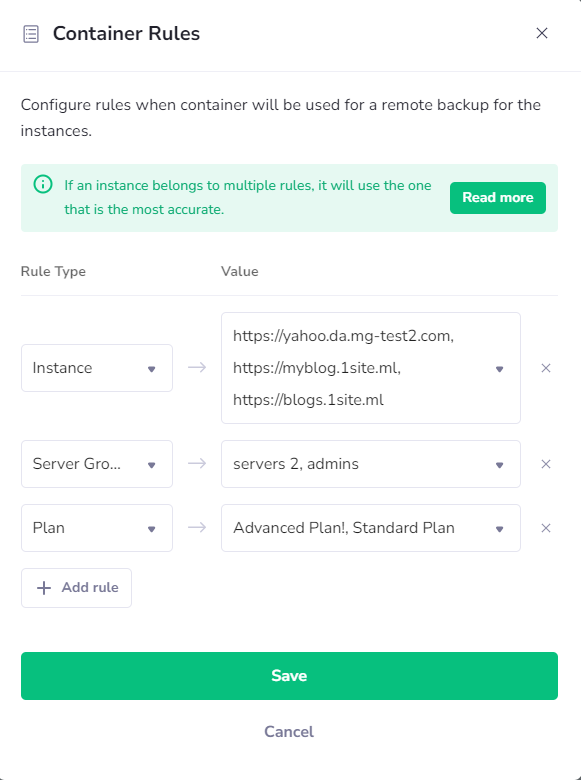 Container Rules
Configure rules when container will be used for a remote backup for the
instances.
If an instance belongs to multiple rules, it will use the one
that is the most accurate.
Read more
Rule Type
Value
Instance
https://yahoo.da.mg-test2.com,
https://myblog.1site.ml,
https://blogs.1site.ml
Server Gro...
servers 2, admins
Plan
Advanced Plan!, Standard Plan
Add rule
Save
Cancel